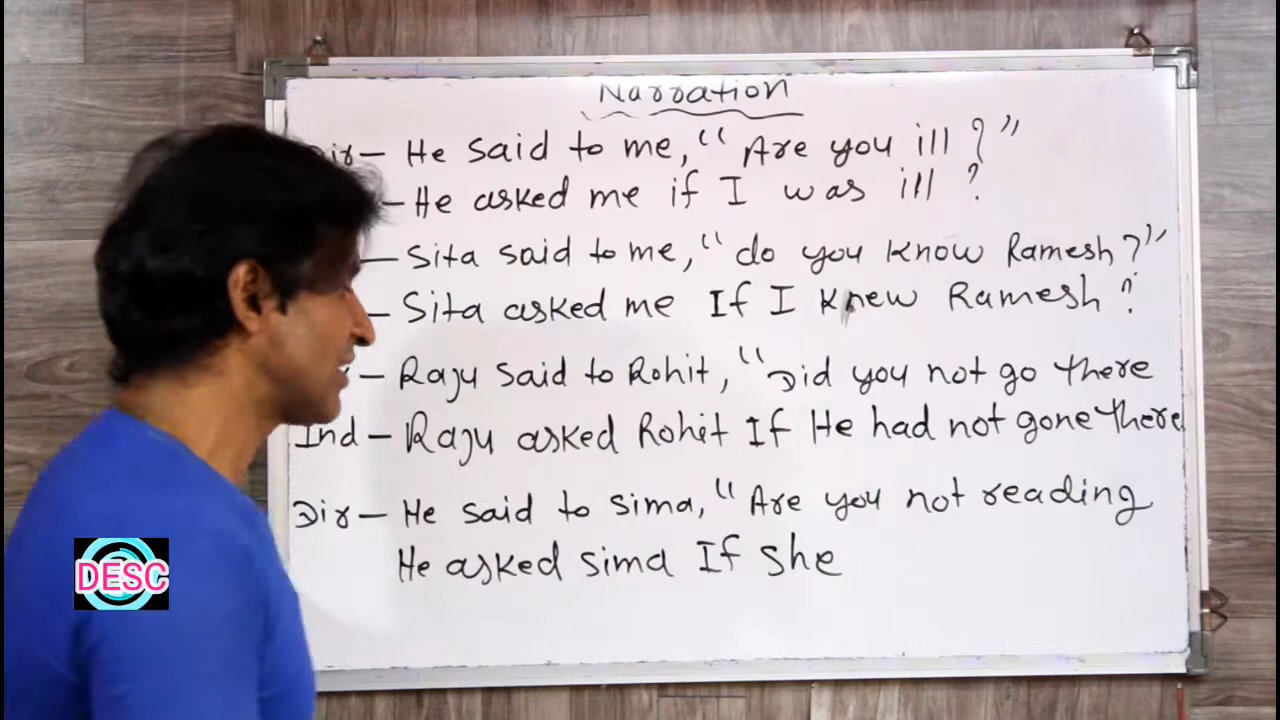 Narration
Dir- He said to me, "Are you ill?"
- He asked me if I was ill?
- Sita said to me, "do you know Ramesh?"
- Sita asked me If I knew Ramesh?
- Raju said to Rohit, "Did you not go there
Ind- Raju asked Rohit If He had not gone there
Dir- He said to sima, "Are you not reading
He asked sima If she
DESC